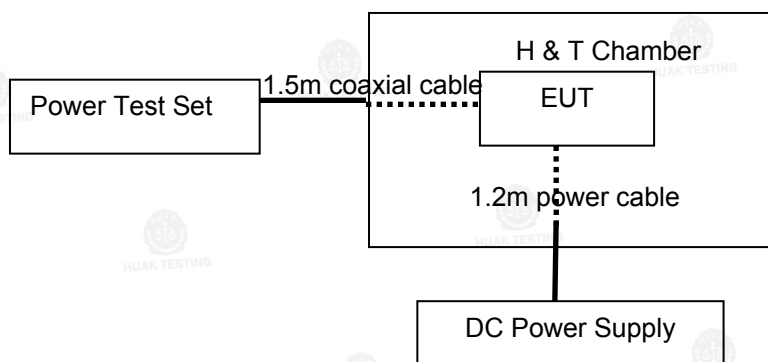 H & T Chamber
HUAK TESTING
1.5m coaxial cable
Power Test Set
EUT
1.2m power cable
HUAK TESTING
HUAK TESTING
DC Power Supply